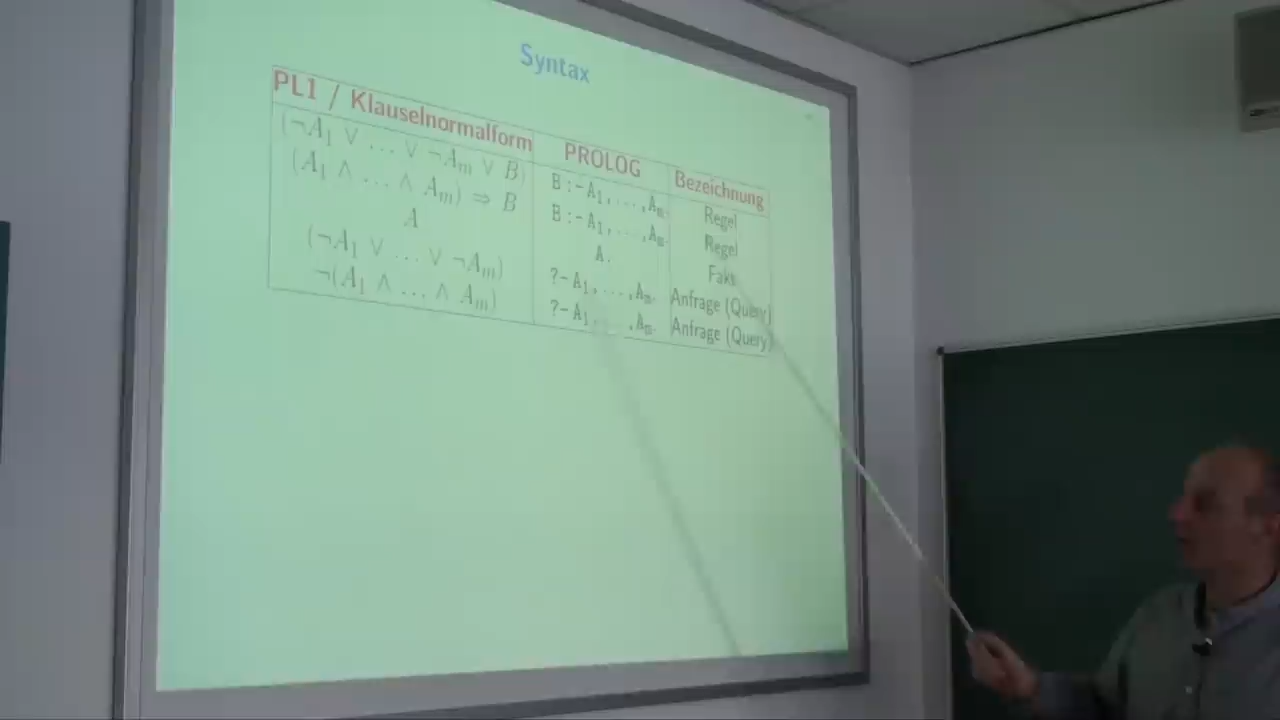 Syntax
PL1 / Klauselnormalform PROLOG Bezeichnung
(¬A₁ ∨ … ∨ ¬Aₘ ∨ B) B:-A₁,…,Aₘ. Regel
(A₁ ∧ … ∧ Aₘ) ⇒ B B:-A₁,…,Aₘ. Regel
A A. Fakt
(¬A₁ ∨ … ∨ ¬Aₘ) ?-A₁,…,Aₘ. Anfrage (Query)
¬(A₁ ∧ … ∧ Aₘ) ?-A₁,…,Aₘ. Anfrage (Query)